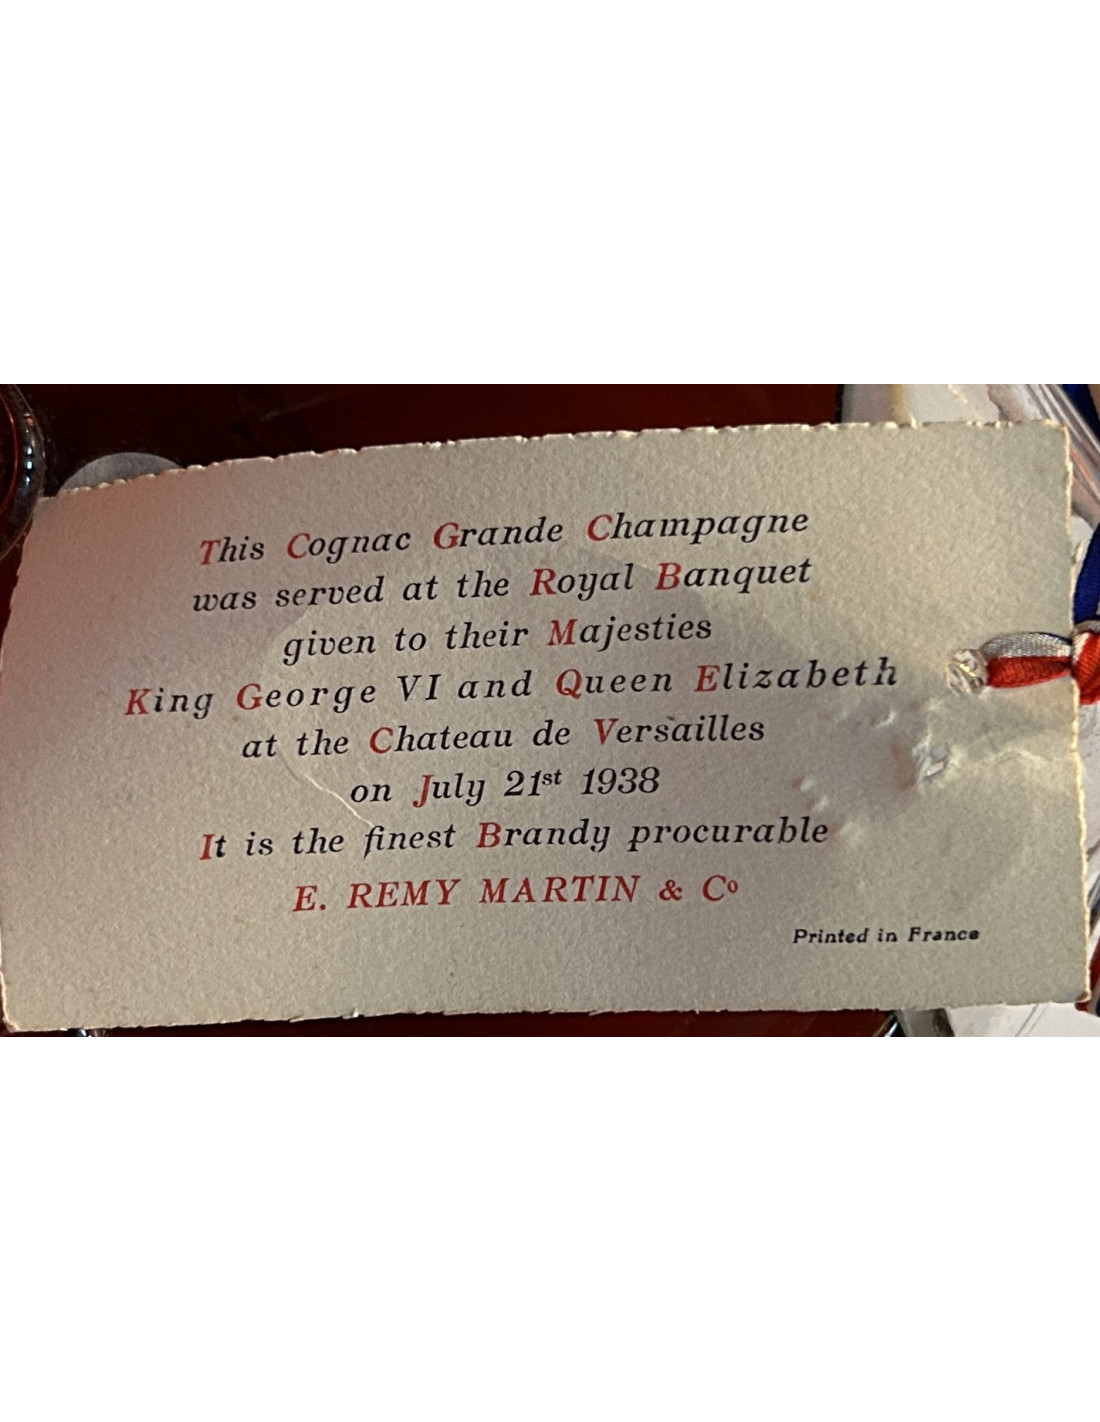 This Cognac Grande Champagne
was served at the Royal Banquet
given to their Majesties
King George VI and Queen Elizabeth
at the Chateau de Versailles
on July 21st 1938
It is the finest Brandy procurable
E. REMY MARTIN & Co
Printed in France